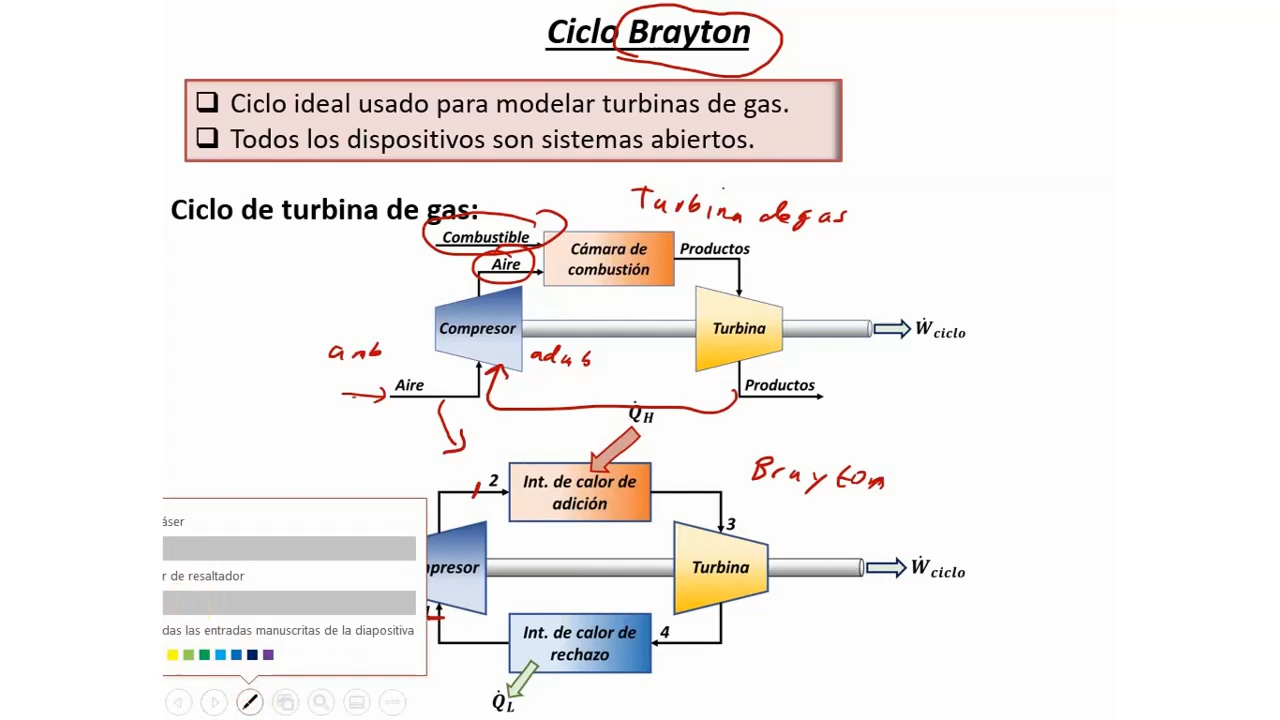 Ciclo Brayton
Ciclo ideal usado para modelar turbinas de gas.
Todos los dispositivos son sistemas abiertos.
Ciclo de turbina de gas:
Turbina de gas
Combustible
Cámara de combustión
Productos
Aire
Compresor
Turbina
Ẇciclo
amb
adab
Aire
Productos
Q̇H
Brayton
2
Int. de calor de adición
3
áser
presor
Turbina
Ẇciclo
r de resaltador
1
das las entradas manuscritas de la diapositiva
Int. de calor de rechazo
4
Q̇L